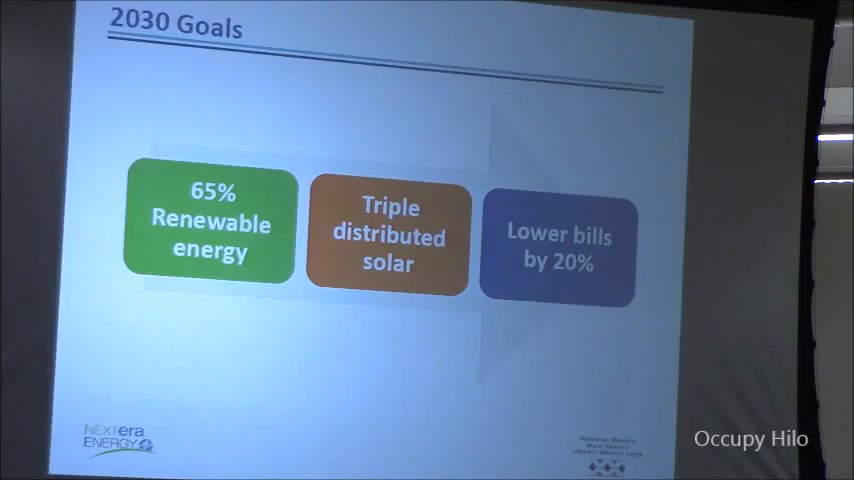 2030 Goals
65%
Renewable
energy
Triple
distributed
solar
Lower bills
by 20%
NEXTera
ENERGY
Hawaiian Electric
Maui Electric
Hawai'i Electric Light
Occupy Hilo